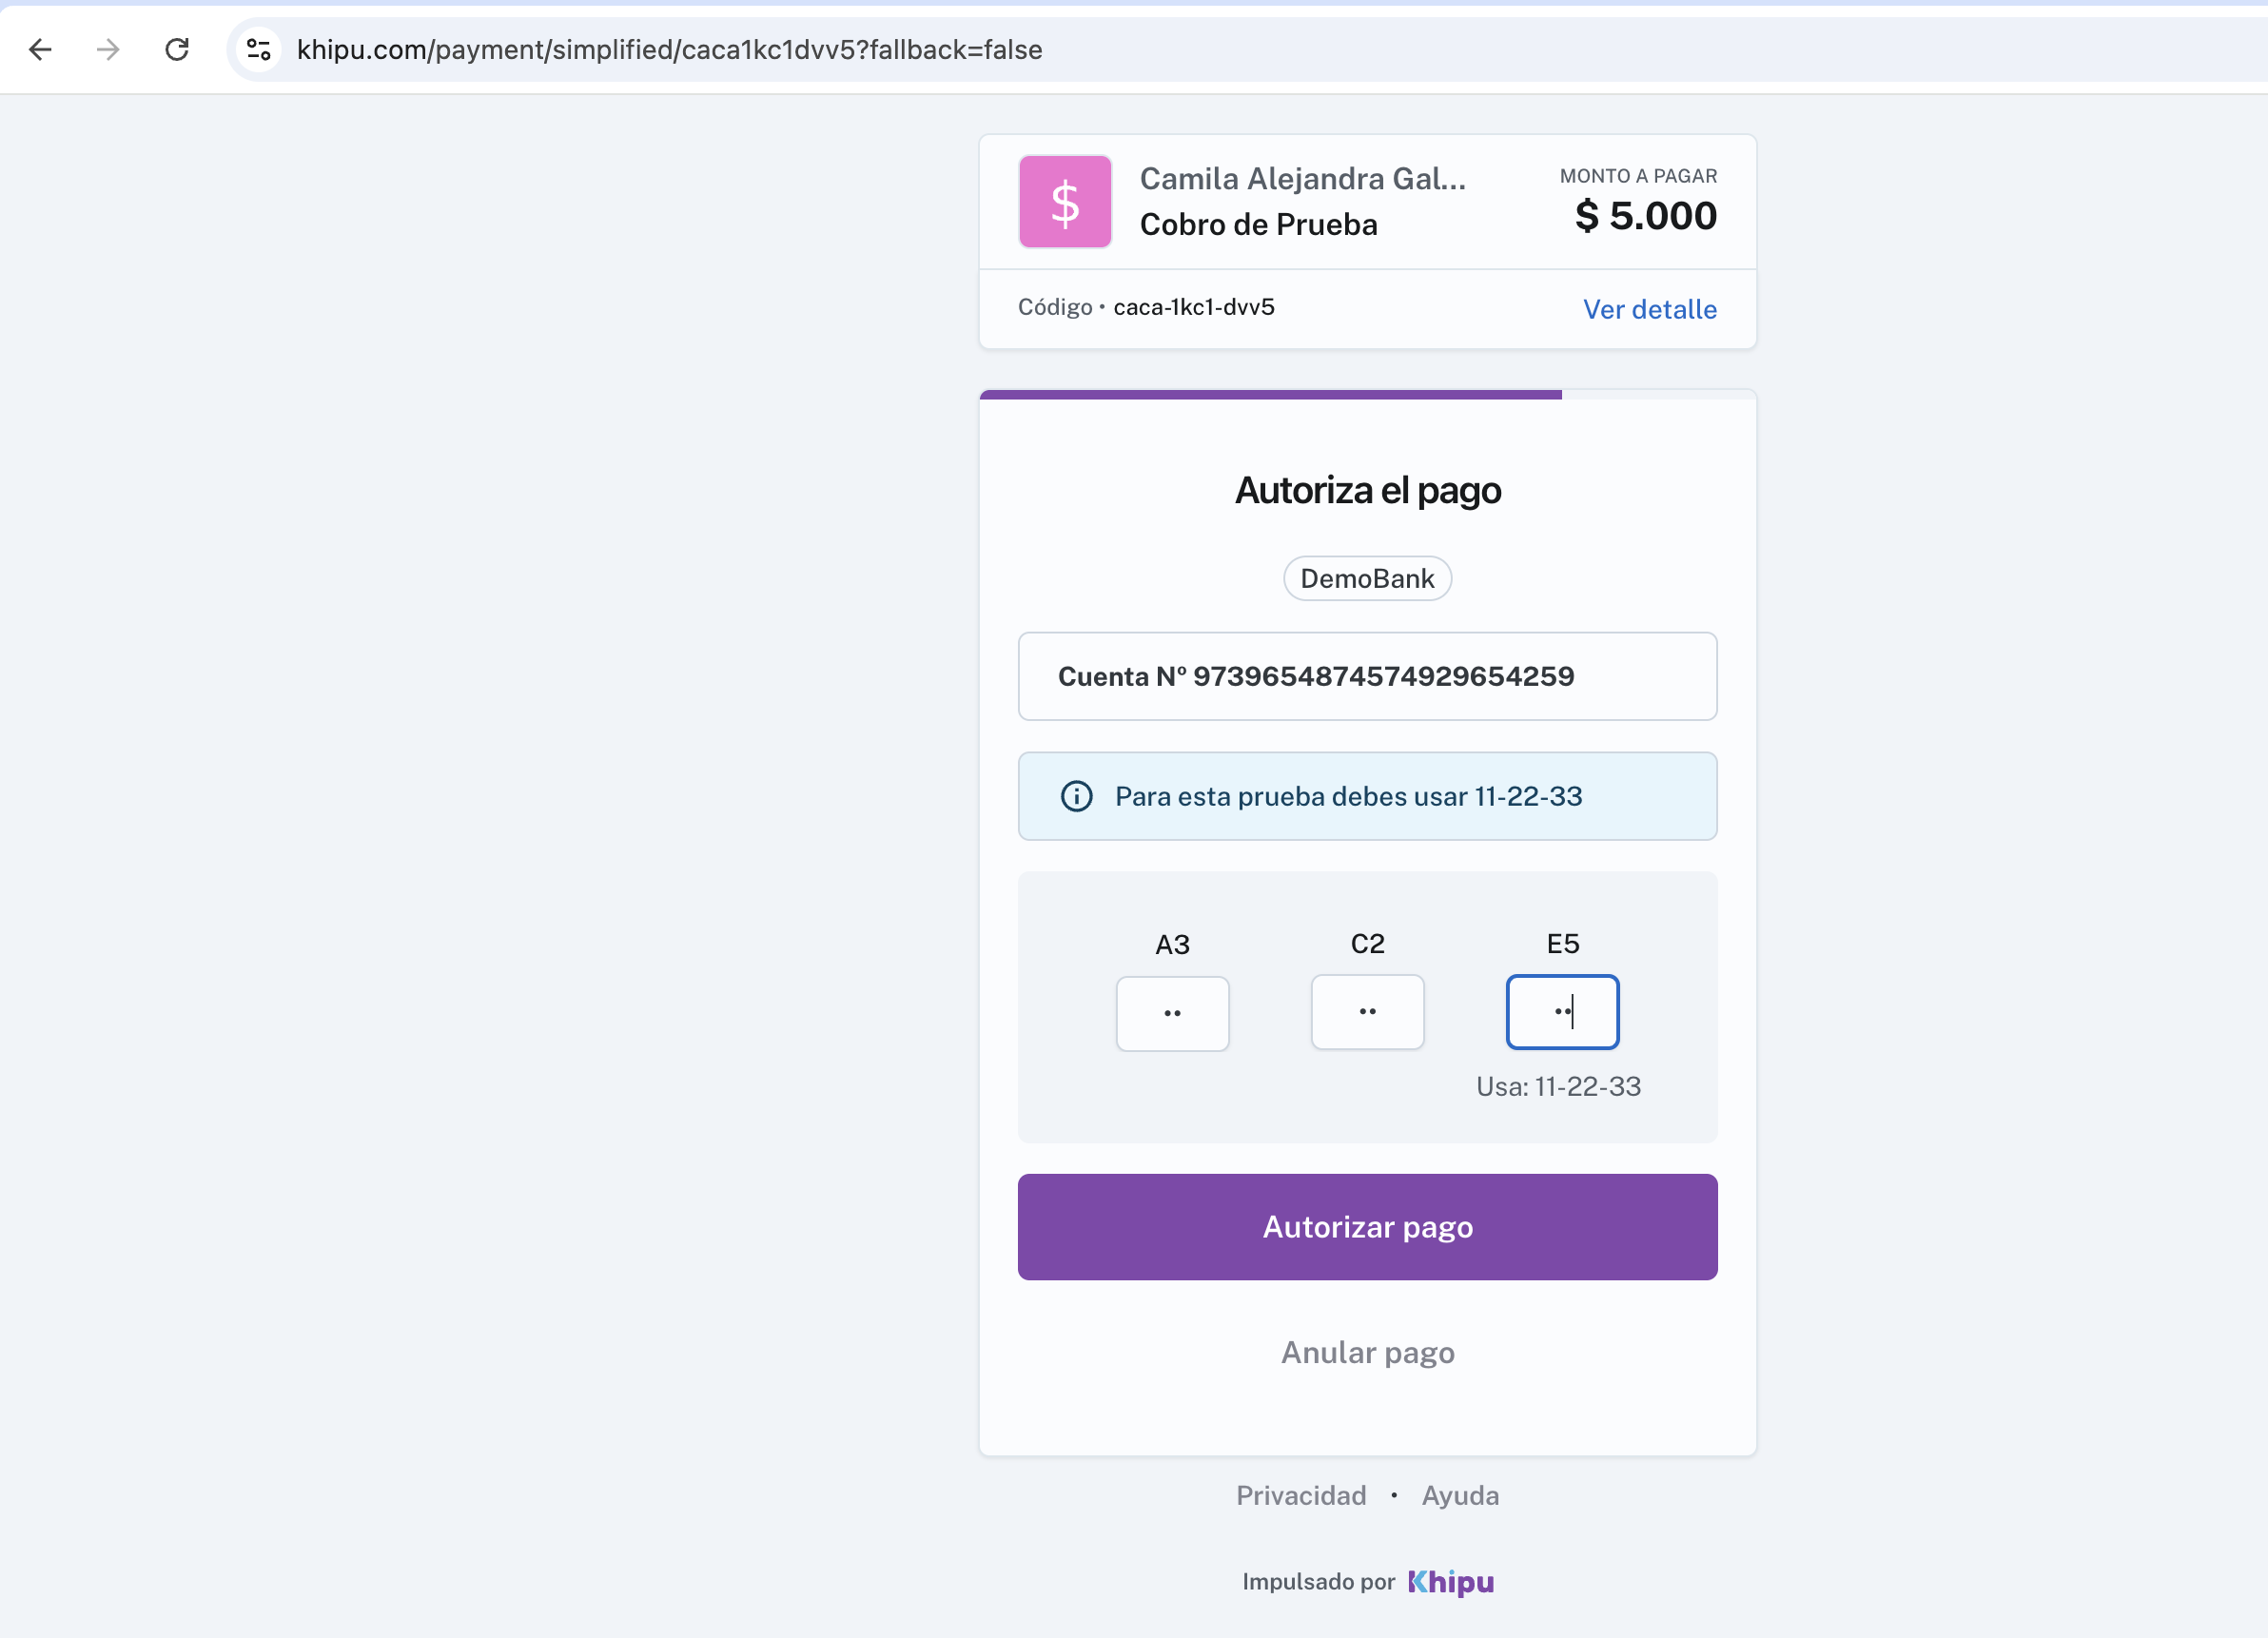 khipu.com/payment/simplified/caca1kc1dvv5?fallback=false
$
Camila Alejandra Gal...
Cobro de Prueba
MONTO A PAGAR
$ 5.000
Código • caca-1kc1-dvv5
Ver detalle
Autoriza el pago
DemoBank
Cuenta Nº 9739654874574929654259
Para esta prueba debes usar 11-22-33
A3 C2 E5
•• •• ••
Usa: 11-22-33
Autorizar pago
Anular pago
Privacidad • Ayuda
Impulsado por khipu